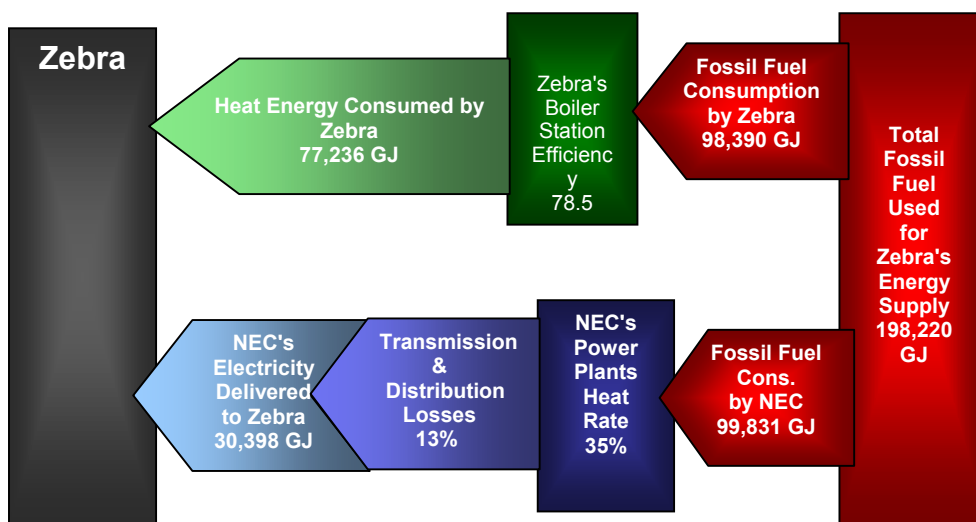 Zebra
Heat Energy Consumed by
Zebra
77,236 GJ
Zebra's
Boiler
Station
Efficienc
y
78.5
Fossil Fuel
Consumption
by Zebra
98,390 GJ
Total
Fossil
Fuel
Used
for
Zebra's
Energy
Supply
198,220
GJ
NEC's
Electricity
Delivered
to Zebra
30,398 GJ
Transmission
&
Distribution
Losses
13%
NEC's
Power
Plants
Heat
Rate
35%
Fossil Fuel
Cons.
by NEC
99,831 GJ